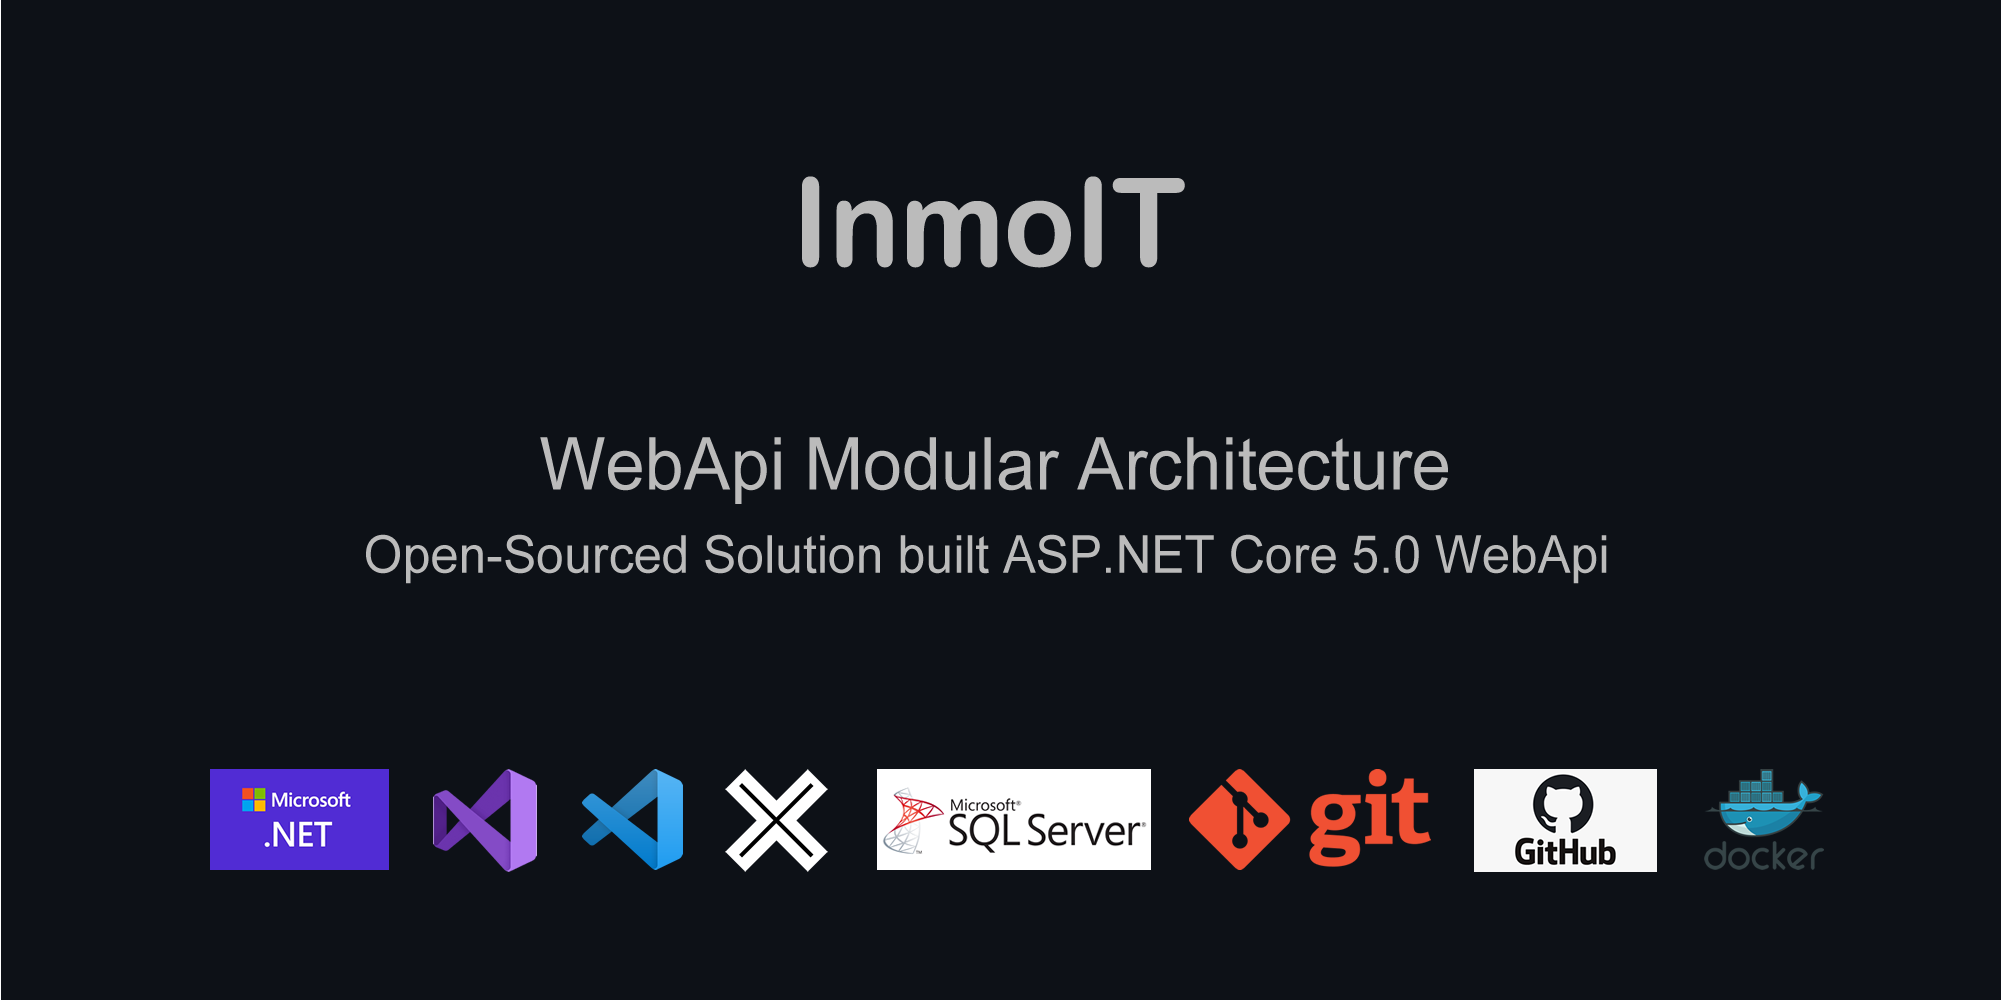 InmoIT
WebApi Modular Architecture
Open-Sourced Solution built ASP.NET Core 5.0 WebApi
Microsoft
.NET
Microsoft®
SQL Server®
™
git
GitHub
docker